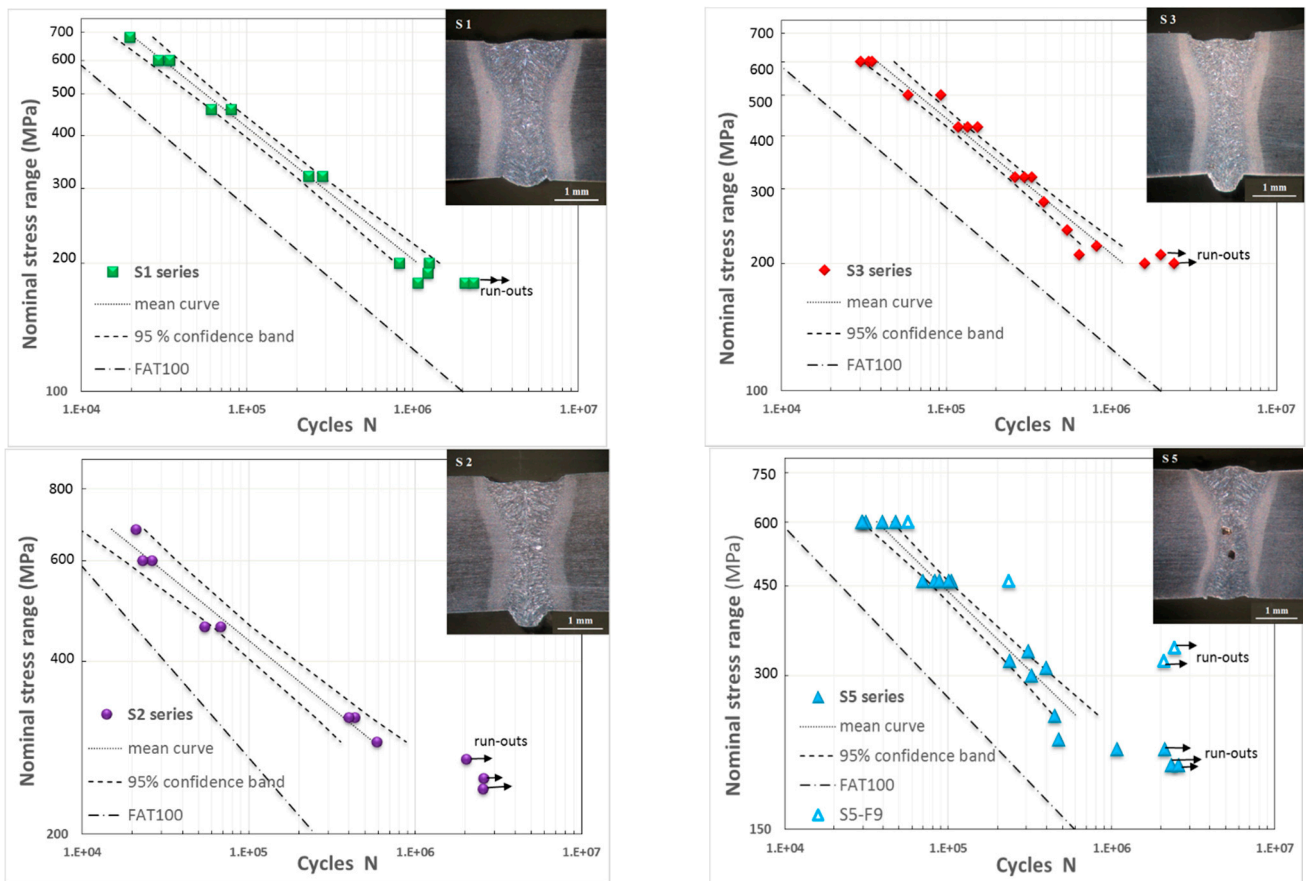 S 1
1 mm
Nominal stress range (MPa)
700
600
500
400
300
200
100
S1 series
mean curve
95 % confidence band
FAT100
run-outs
1.E+04
1.E+05
1.E+06
1.E+07
Cycles N
S 3
1 mm
Nominal stress range (MPa)
700
600
500
400
300
200
100
S3 series
mean curve
95% confidence band
FAT100
run-outs
1.E+04
1.E+05
1.E+06
1.E+07
Cycles N
S 2
1 mm
Nominal stress range (MPa)
800
600
400
200
S2 series
mean curve
95% confidence band
FAT100
run-outs
1.E+04
1.E+05
1.E+06
1.E+07
Cycles N
S 5
1 mm
Nominal stress range (MPa)
750
600
450
300
150
run-outs
S5 series
mean curve
95% confidence band
FAT100
S5-F9
run-outs
1.E+04
1.E+05
1.E+06
1.E+07
Cycles N